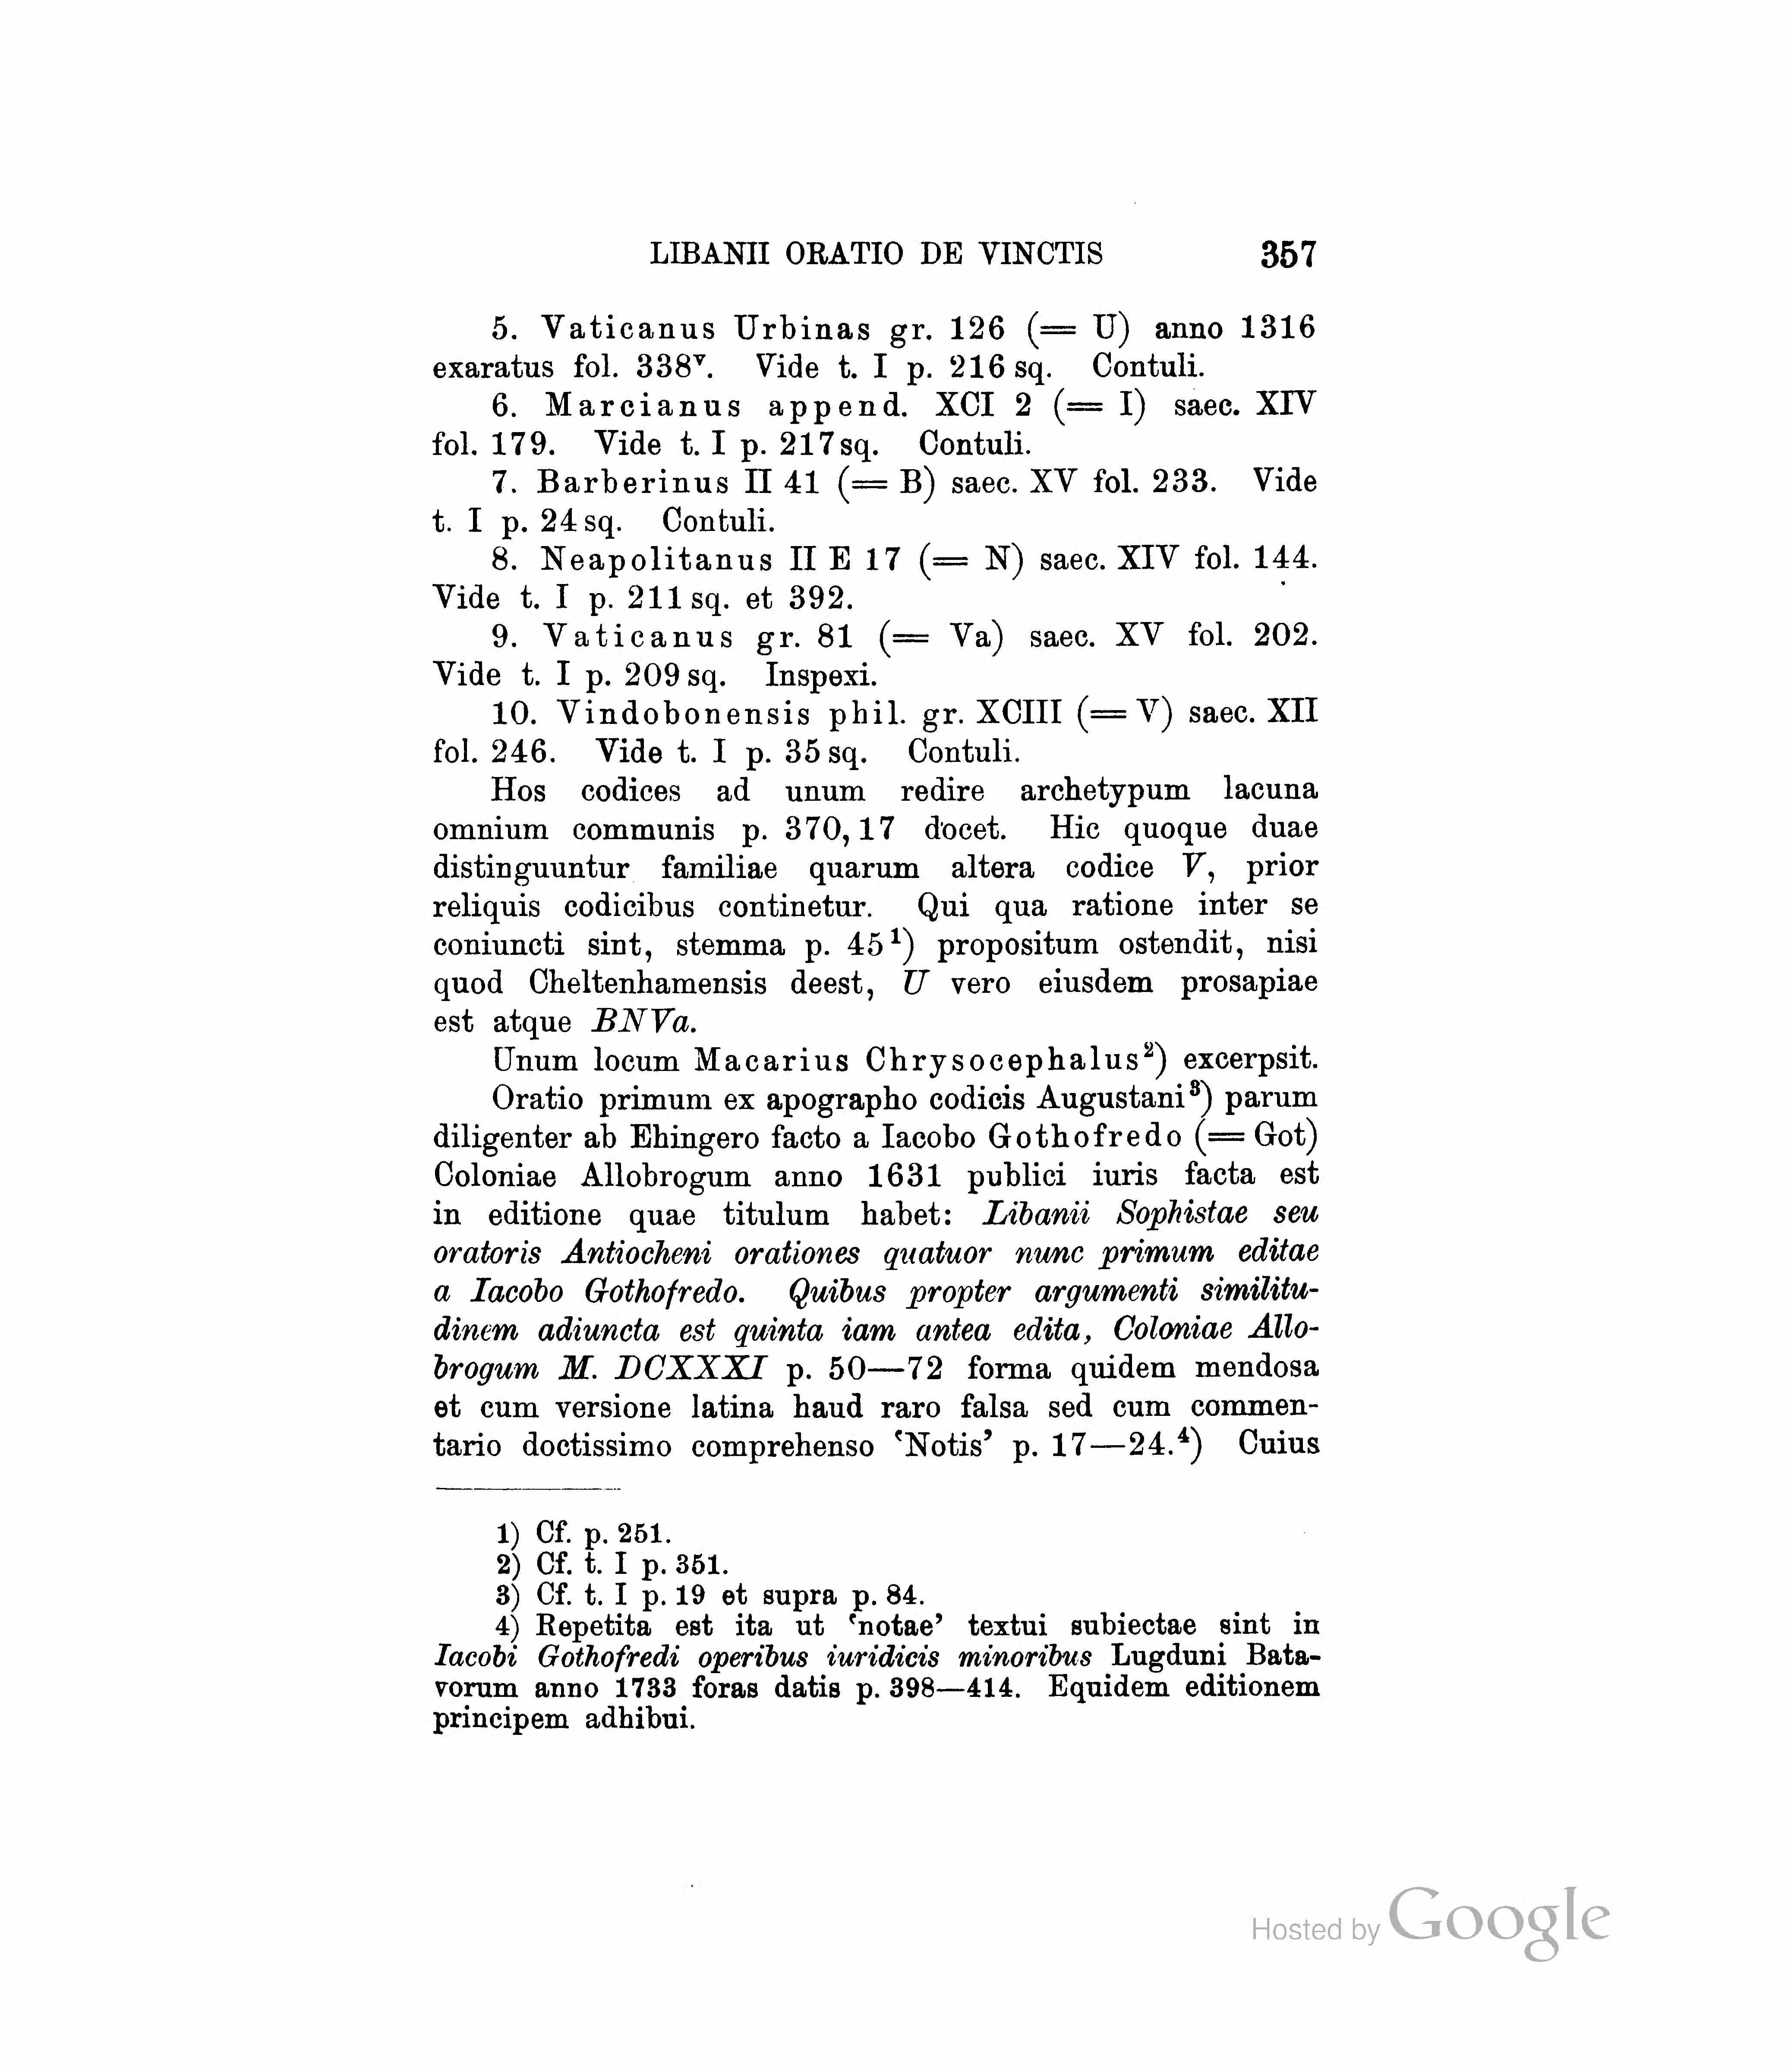 LIBANII ORATIO DE VINCTIS 357
5. Vaticanus Urbinas gr. 126 (= U) anno 1316
exaratus fol. 338ᵛ. Vide t. I p. 216 sq. Contuli.
6. Marcianus append. XCI 2 (= I) saec. XIV
fol. 179. Vide t. I p. 217 sq. Contuli.
7. Barberinus II 41 (= B) saec. XV fol. 233. Vide
t. I p. 24 sq. Contuli.
8. Neapolitanus II E 17 (= N) saec. XIV fol. 144.
Vide t. I p. 211 sq. et 392.
9. Vaticanus gr. 81 (= Va) saec. XV fol. 202.
Vide t. I p. 209 sq. Inspexi.
10. Vindobonensis phil. gr. XCIII (= V) saec. XII
fol. 246. Vide t. I p. 35 sq. Contuli.
Hos codices ad unum redire archetypum lacuna
omnium communis p. 370, 17 docet. Hic quoque duae
distinguuntur familiae quarum altera codice V, prior
reliquis codicibus continetur. Qui qua ratione inter se
coniuncti sint, stemma p. 45¹) propositum ostendit, nisi
quod Cheltenhamensis deest, U vero eiusdem prosapiae
est atque BNVa.
Unum locum Macarius Chrysocephalus²) excerpsit.
Oratio primum ex apographo codicis Augustani³) parum
diligenter ab Ehingero facto a Iacobo Gothofredo (= Got)
Coloniae Allobrogum anno 1631 publici iuris facta est
in editione quae titulum habet: Libanii Sophistae seu
oratoris Antiocheni orationes quatuor nunc primum editae
a Iacobo Gothofredo. Quibus propter argumenti similitu-
dinem adiuncta est quinta iam antea edita, Coloniae Allo-
brogum M. DCXXXI p. 50—72 forma quidem mendosa
et cum versione latina haud raro falsa sed cum commen-
tario doctissimo comprehenso ‘Notis’ p. 17—24.⁴) Cuius
1) Cf. p. 251.
2) Cf. t. I p. 351.
3) Cf. t. I p. 19 et supra p. 84.
4) Repetita est ita ut ‘notae’ textui subiectae sint in
Iacobi Gothofredi operibus iuridicis minoribus Lugduni Bata-
vorum anno 1733 foras datis p. 398—414. Equidem editionem
principem adhibui.
Hosted by Google